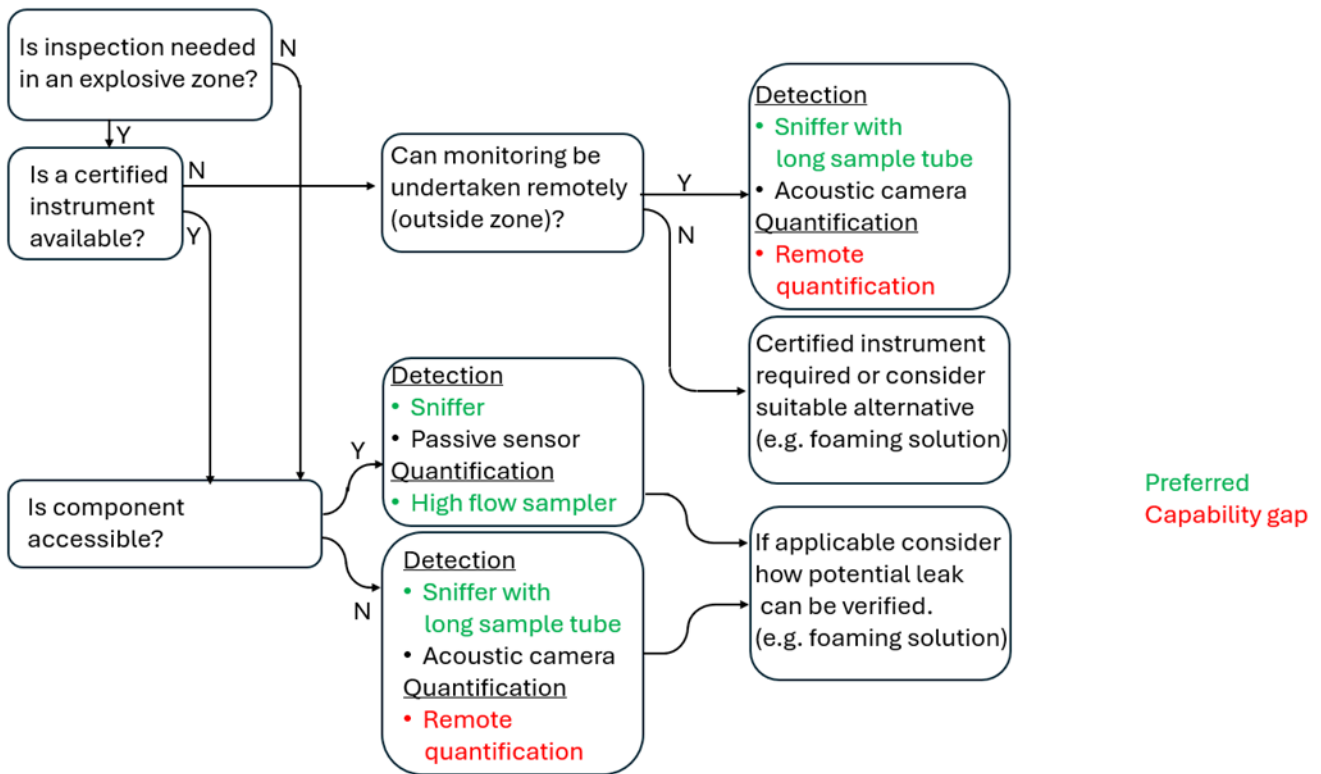 Is inspection needed
in an explosive zone?
N
Y
Is a certified
instrument
available?
N
Y
Can monitoring be
undertaken remotely
(outside zone)?
Y
N
Detection
• Sniffer with
long sample tube
• Acoustic camera
Quantification
• Remote
quantification
Certified instrument
required or consider
suitable alternative
(e.g. foaming solution)
Is component
accessible?
Y
N
Detection
• Sniffer
• Passive sensor
Quantification
• High flow sampler
Detection
• Sniffer with
long sample tube
• Acoustic camera
Quantification
• Remote
quantification
If applicable consider
how potential leak
can be verified.
(e.g. foaming solution)
Preferred
Capability gap